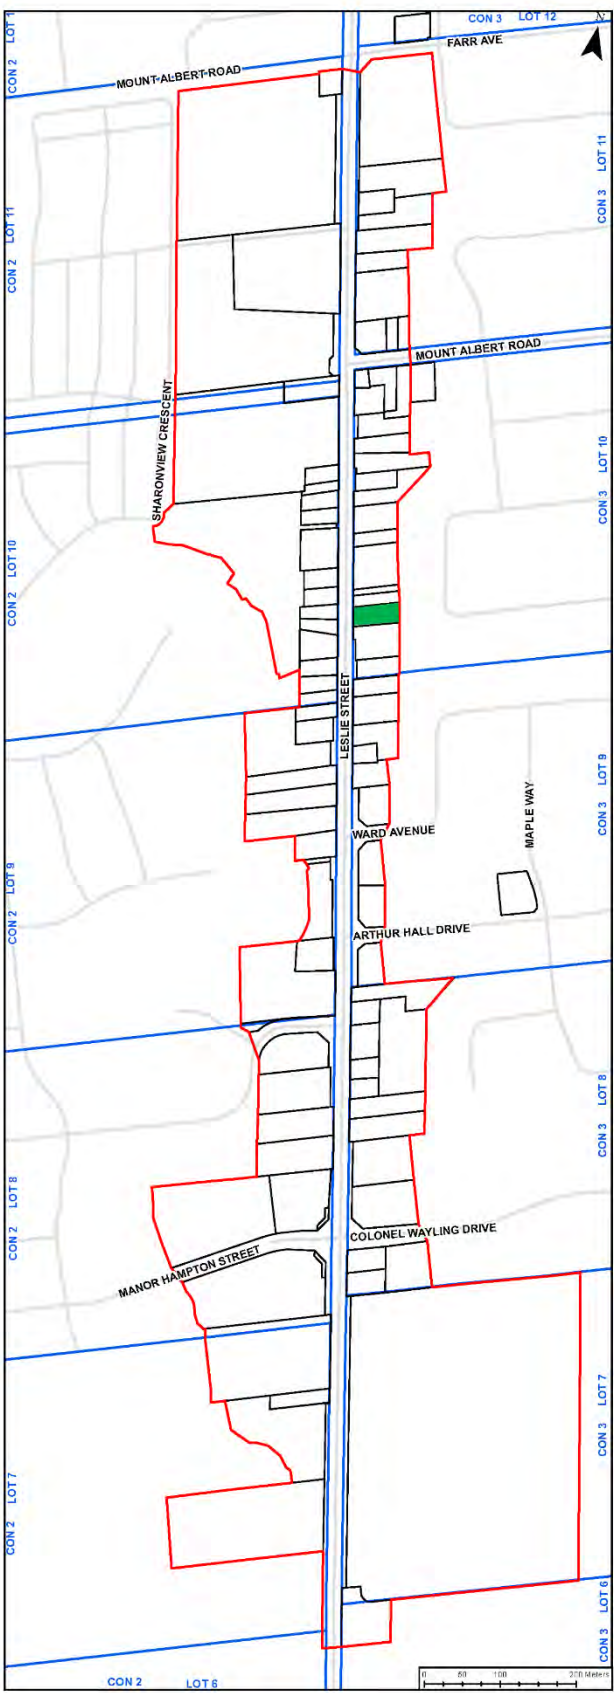 CON 3 LOT 12
N
CON 2 LOT 1
FARR AVE
MOUNT ALBERT ROAD
CON 3 LOT 11
CON 2 LOT 11
MOUNT ALBERT ROAD
SHARONVIEW CRESCENT
CON 3 LOT 10
CON 2 LOT 10
LESLIE STREET
CON 3 LOT 9
MAPLE WAY
WARD AVENUE
CON 2 LOT 9
ARTHUR HALL DRIVE
CON 3 LOT 8
CON 2 LOT 8
COLONEL WAYLING DRIVE
MANOR HAMPTON STREET
CON 3 LOT 7
CON 2 LOT 7
CON 3 LOT 6
CON 2 LOT 6
0 50 100 200 Meters